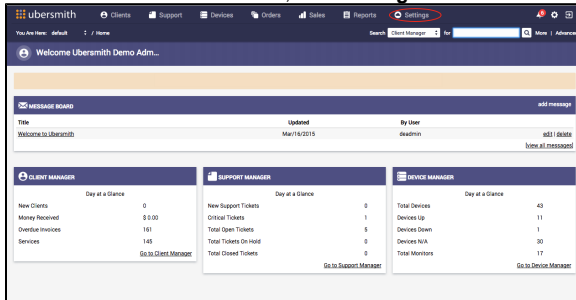 ubersmith Clients Support Devices Orders Sales Reports Settings
You Are Here: default / Home Search Client Manager for More | Advanced
Welcome Ubersmith Demo Adm...
MESSAGE BOARD add message
Title Updated By User
Welcome to Ubersmith Mar/16/2015 deadmin edit | delete
[view all messages]
CLIENT MANAGER
Day at a Glance
New Clients 0
Money Received $ 0.00
Overdue Invoices 161
Services 145
Go to Client Manager
SUPPORT MANAGER
Day at a Glance
New Support Tickets 0
Critical Tickets 1
Total Open Tickets 5
Total Tickets On Hold 0
Total Closed Tickets 0
Go to Support Manager
DEVICE MANAGER
Day at a Glance
Total Devices 43
Devices Up 11
Devices Down 1
Devices N/A 30
Total Monitors 17
Go to Device Manager